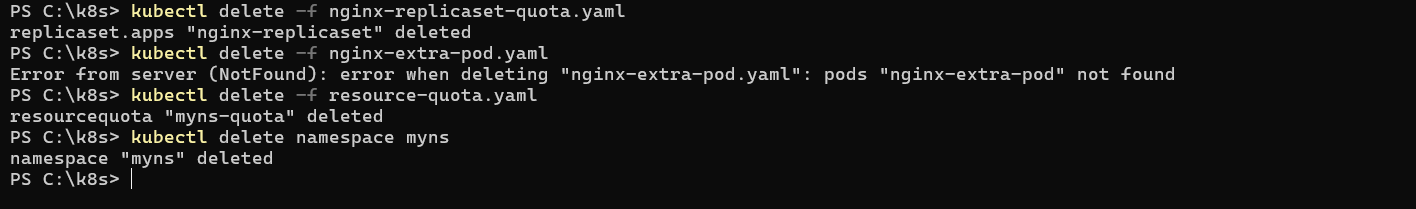 PS C:\k8s> kubectl delete -f nginx-replicaset-quota.yaml
replicaset.apps "nginx-replicaset" deleted
PS C:\k8s> kubectl delete -f nginx-extra-pod.yaml
Error from server (NotFound): error when deleting "nginx-extra-pod.yaml": pods "nginx-extra-pod" not found
PS C:\k8s> kubectl delete -f resource-quota.yaml
resourcequota "myns-quota" deleted
PS C:\k8s> kubectl delete namespace myns
namespace "myns" deleted
PS C:\k8s>